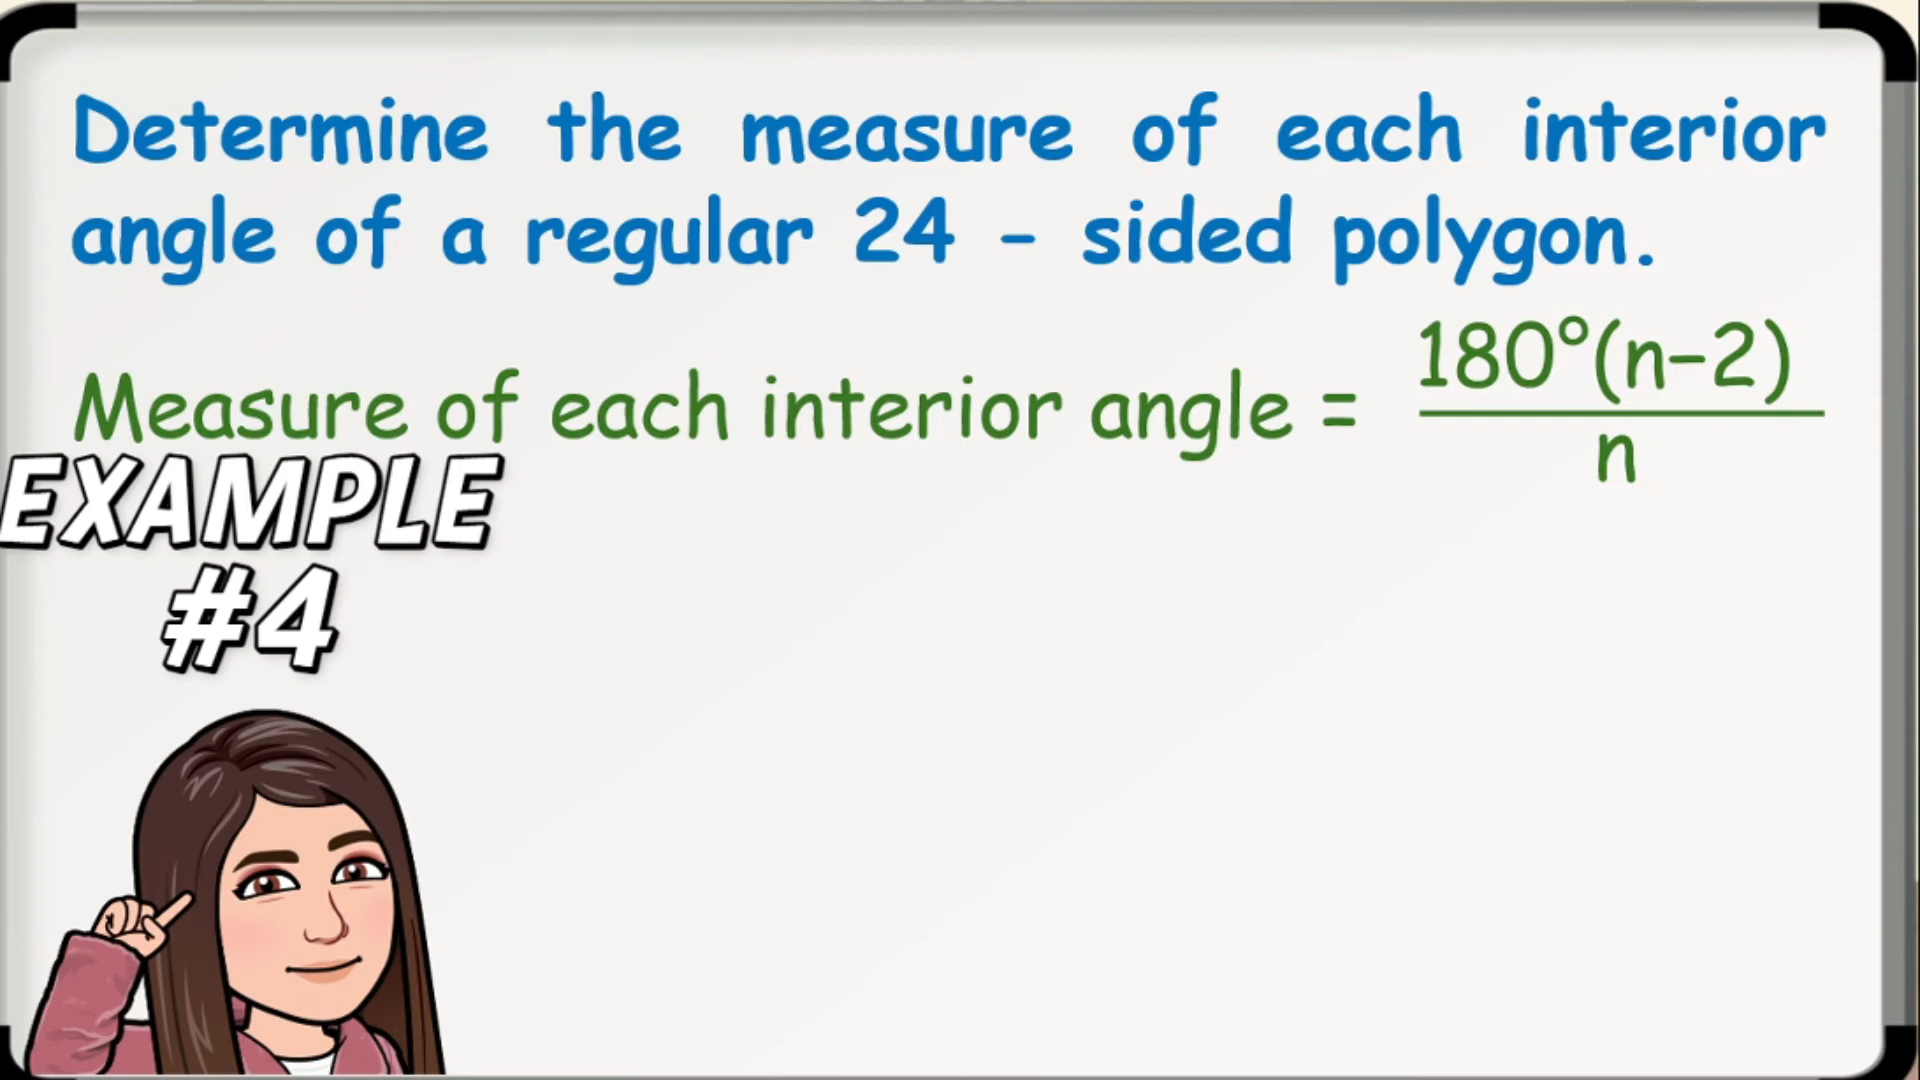 Determine the measure of each interior
angle of a regular 24 - sided polygon.
180°(n−2)
Measure of each interior angle =
n
EXAMPLE
#4